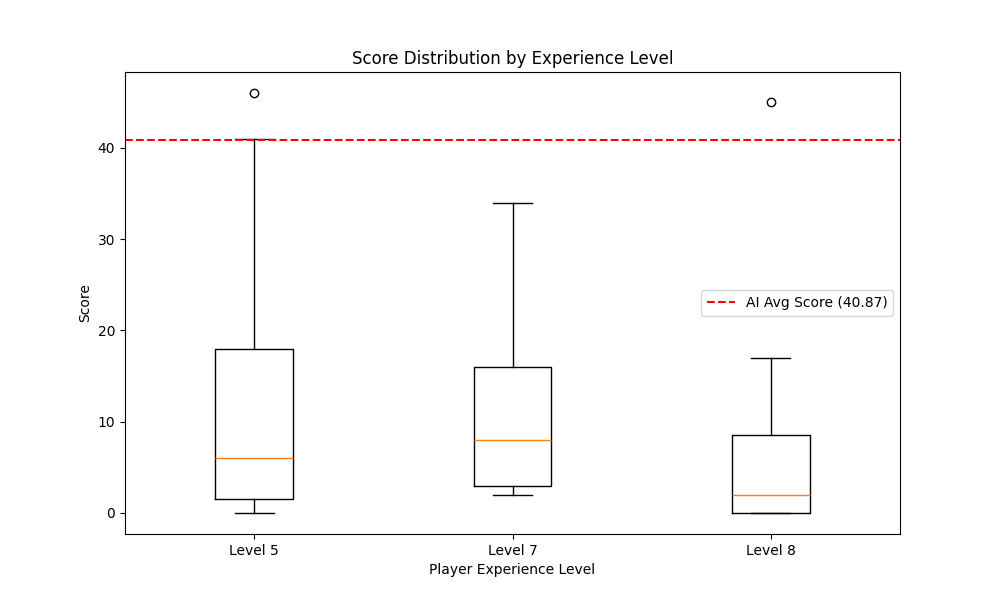 Score Distribution by Experience Level
Score
40
30
20
10
0
AI Avg Score (40.87)
Level 5
Level 7
Level 8
Player Experience Level